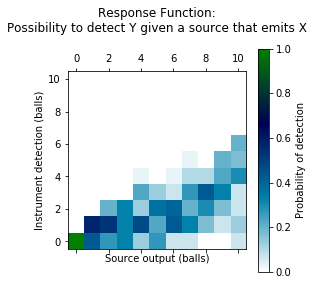 Response Function:
Possibility to detect Y given a source that emits X
0 2 4 6 8 10
10
8
6
4
2
0
Instrument detection (balls)
Source output (balls)
1.0
0.8
0.6
0.4
0.2
0.0
Probability of detection